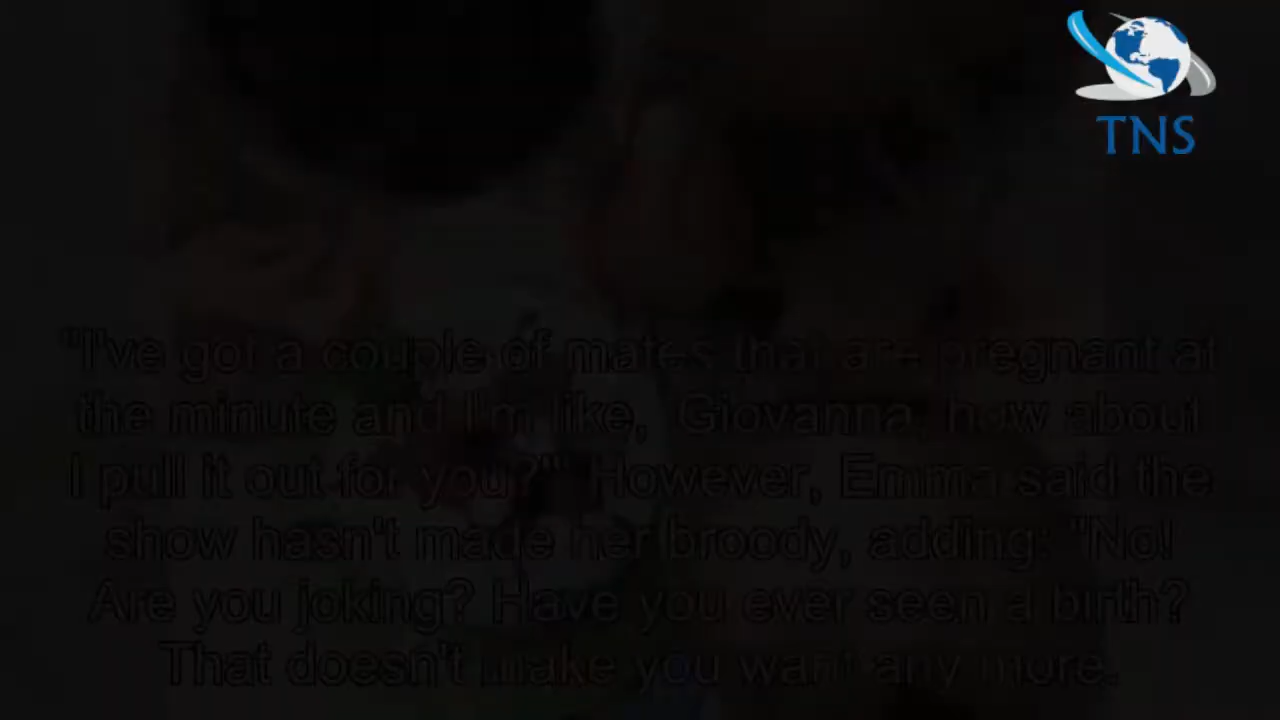 TNS
"I've got a couple of mates that are pregnant at
the minute and I'm like, 'Giovanna, how about
I pull it out for you?'" However, Emma said the
show hasn't made her broody, adding: "No!
Are you joking? Have you ever seen a birth?
That doesn't make you want any more.